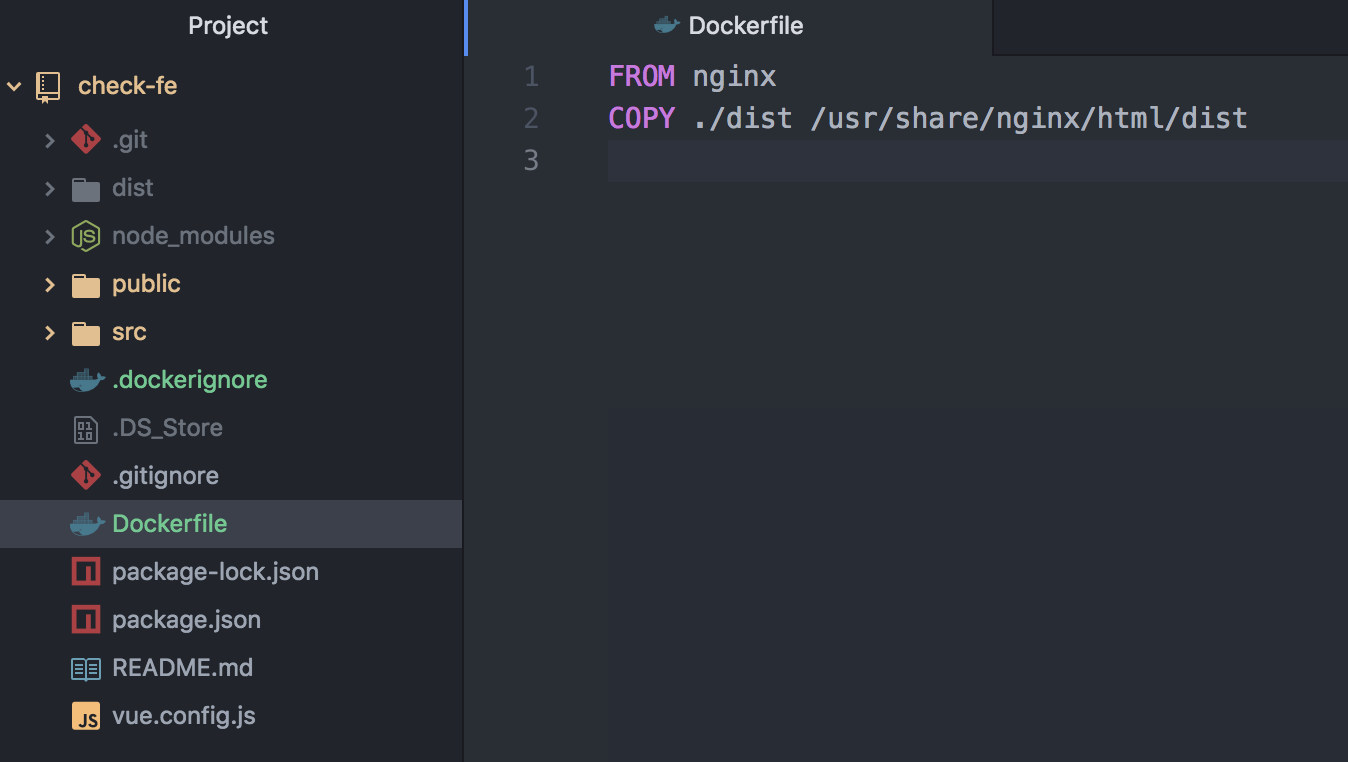 Project
check-fe
.git
dist
node_modules
public
src
.dockerignore
.DS_Store
.gitignore
Dockerfile
package-lock.json
package.json
README.md
vue.config.js
Dockerfile
1 FROM nginx
2 COPY ./dist /usr/share/nginx/html/dist
3